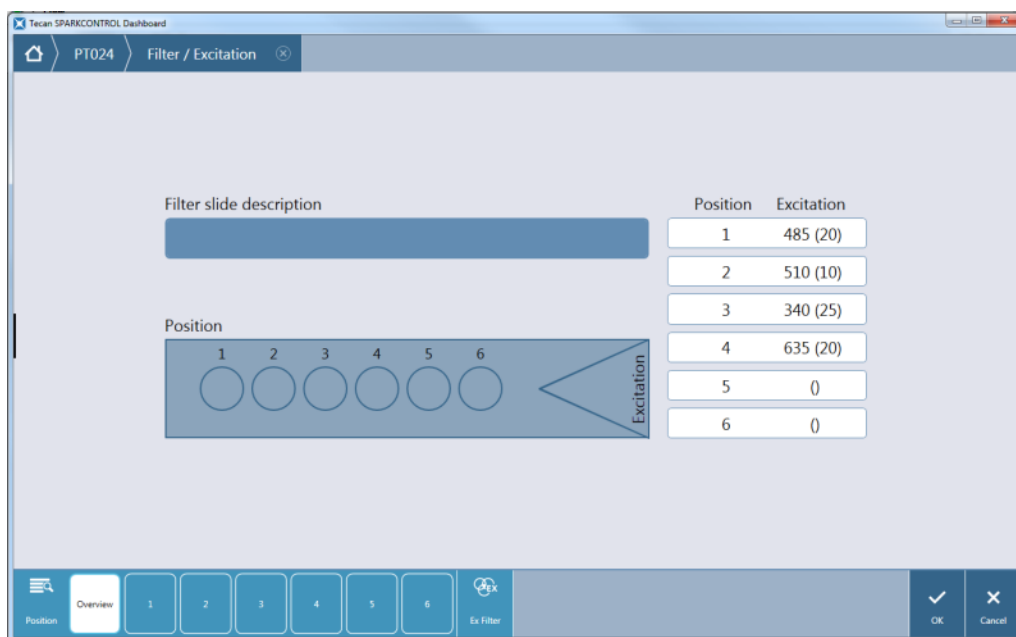 Tecan SPARKCONTROL Dashboard
PT024 Filter / Excitation
Filter slide description
Position Excitation
1 485 (20)
2 510 (10)
3 340 (25)
4 635 (20)
5 ()
6 ()
Position
1 2 3 4 5 6
Excitation
Position
Overview
1 2 3 4 5 6
EX
Ex Filter
OK
Cancel